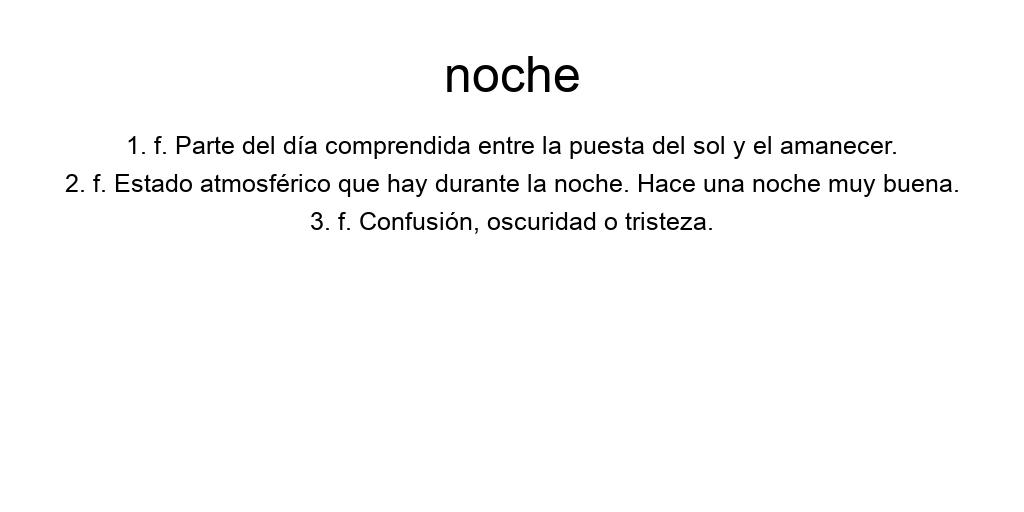 noche
1. f. Parte del día comprendida entre la puesta del sol y el amanecer.
2. f. Estado atmosférico que hay durante la noche. Hace una noche muy buena.
3. f. Confusión, oscuridad o tristeza.